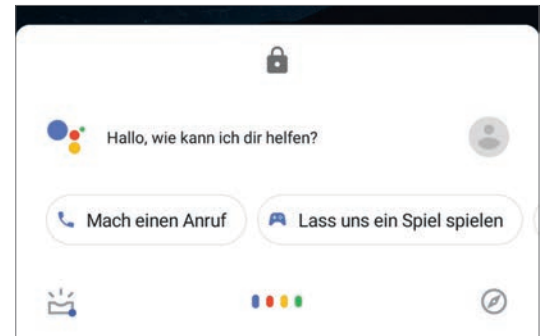 Hallo, wie kann ich dir helfen?
Mach einen Anruf
Lass uns ein Spiel spielen